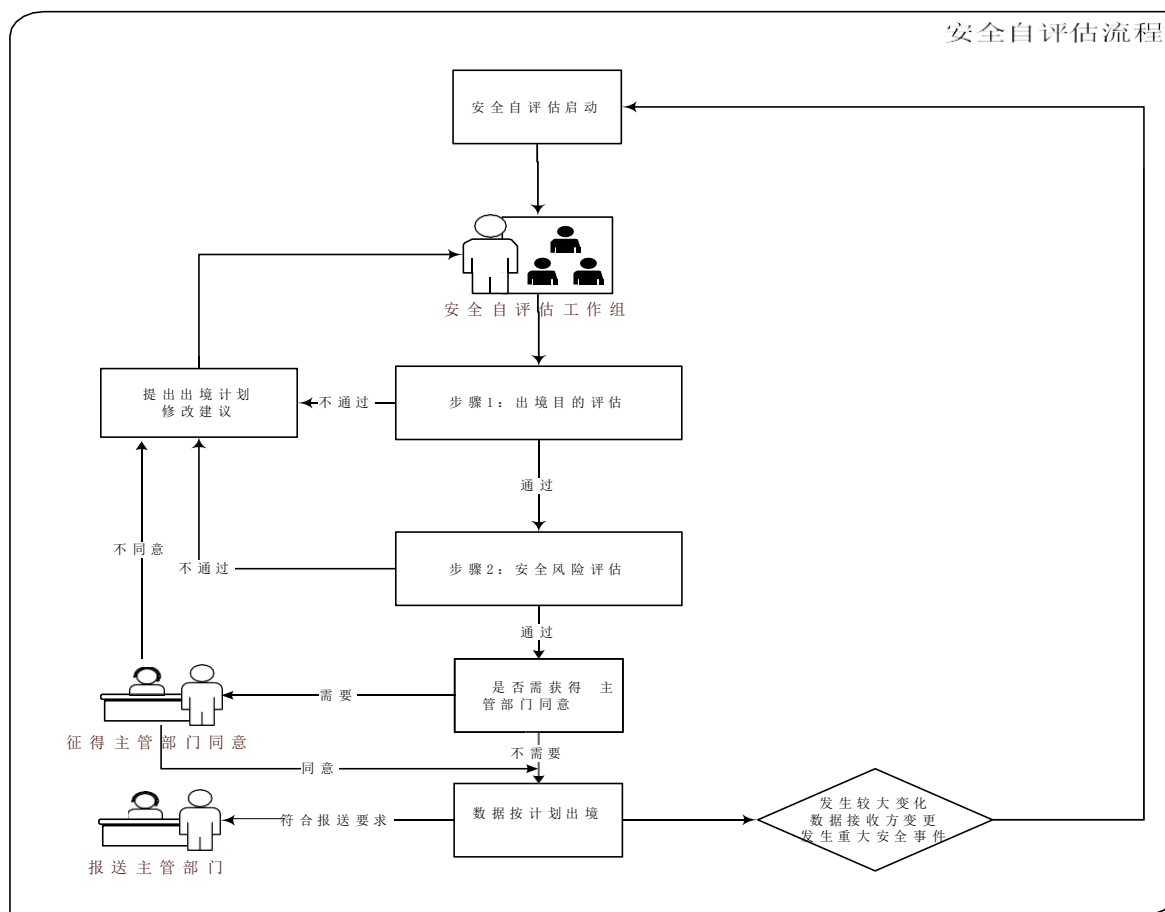 安全自评估流程
安全自评估启动
安全自评估工作组
提出出境计划
修改建议
不通过
步骤1：出境目的评估
通过
不同意
不通过
步骤2：安全风险评估
通过
需要
是否需获得 主
管部门同意
征得主管部门同意
不需要
同意
符合报送要求
数据按计划出境
发生较大变化
数据接收方变更
发生重大安全事件
报送主管部门